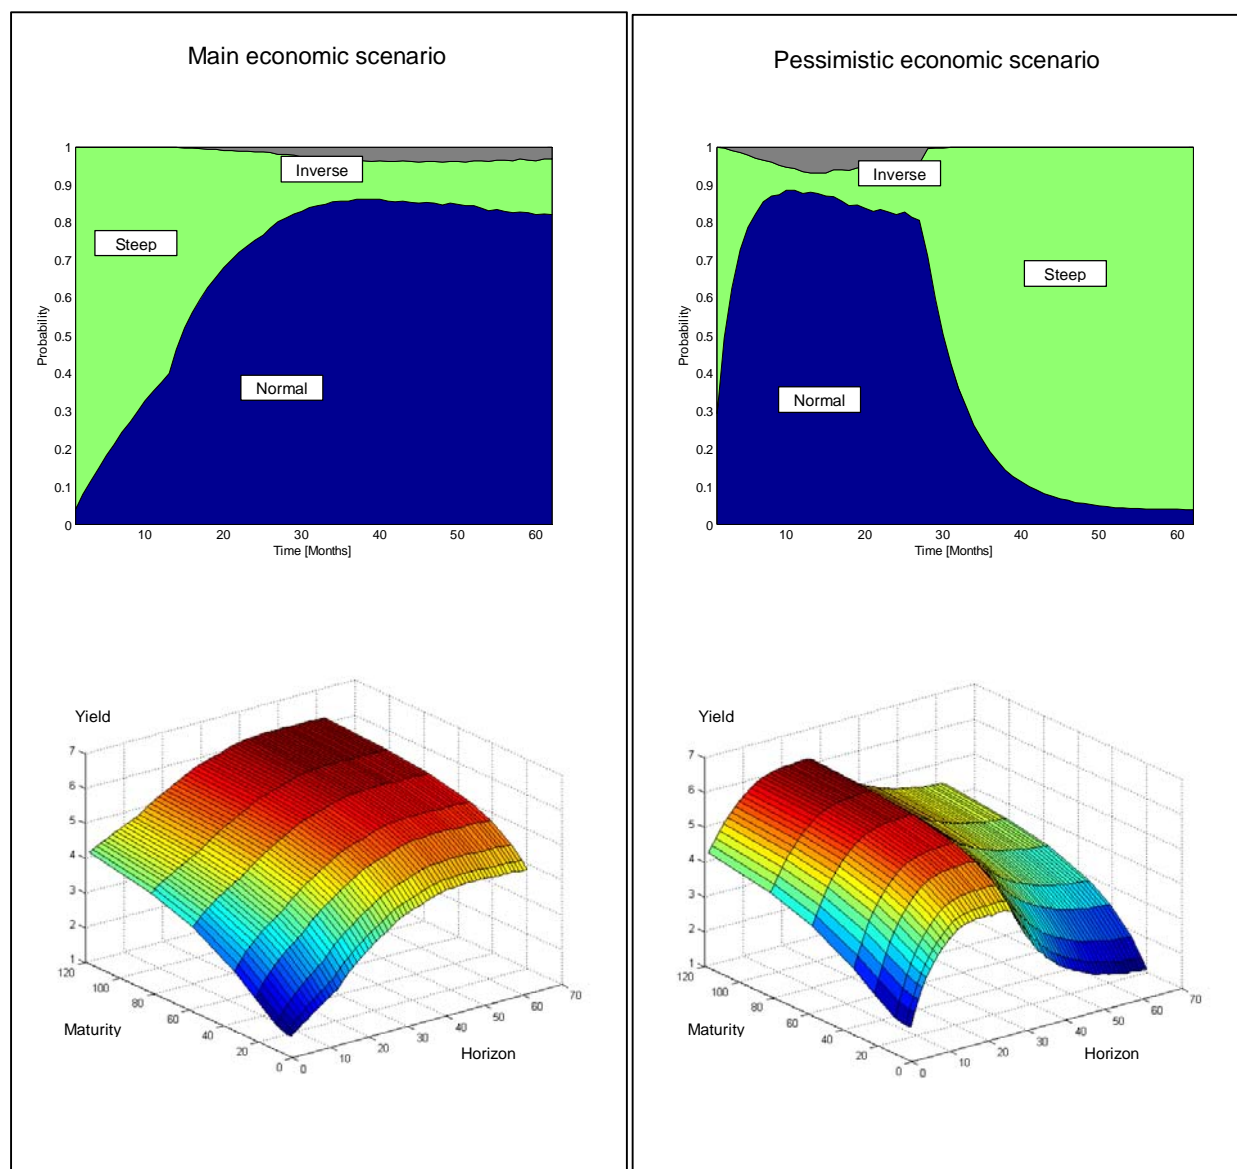 Main economic scenario
1
0.9
0.8
0.7
0.6
0.5
0.4
0.3
0.2
0.1
0
Probability
Inverse
Steep
Normal
10 20 30 40 50 60
Time [Months]
Yield
7
6
5
4
3
2
1
120
100
80
60
40
20
0
Maturity
0 10 20 30 40 50 60 70
Horizon
Pessimistic economic scenario
1
0.9
0.8
0.7
0.6
0.5
0.4
0.3
0.2
0.1
0
Probability
Inverse
Steep
Normal
10 20 30 40 50 60
Time [Months]
Yield
7
6
5
4
3
2
1
120
100
80
60
40
20
0
Maturity
0 10 20 30 40 50 60 70
Horizon